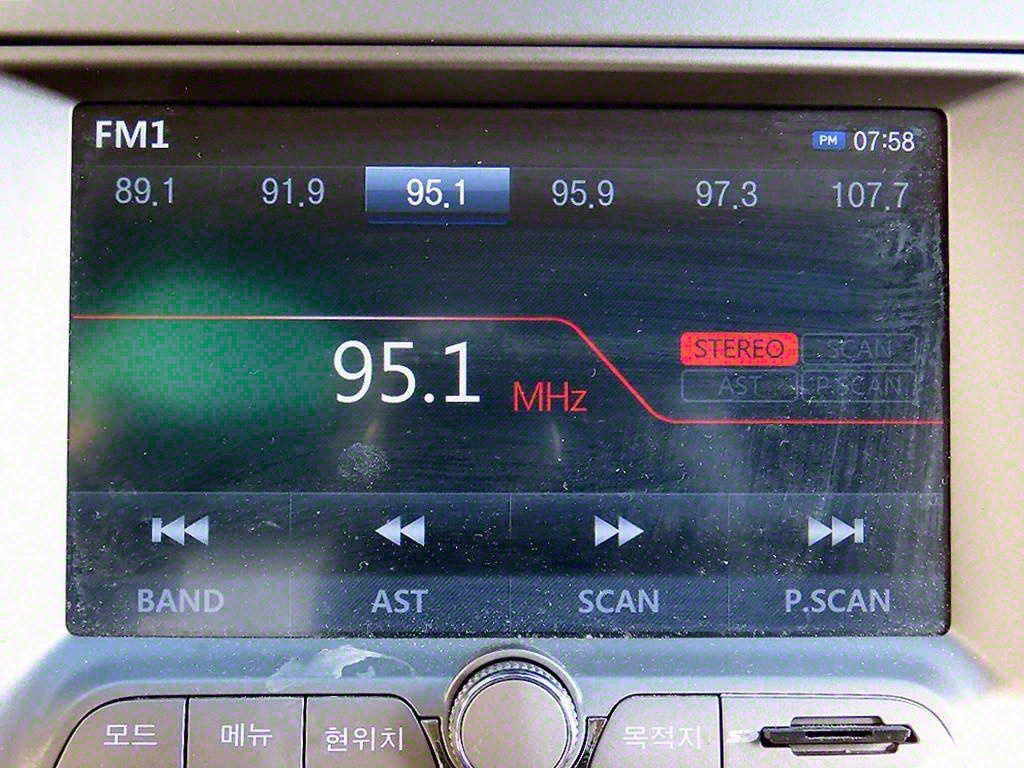 FM1
PM 07:58
89.1 91.9 95.1 95.9 97.3 107.7
95.1 MHz
STEREO SCAN
AST P.SCAN
BAND AST SCAN P.SCAN
모드 메뉴 현위치 목적지 SD